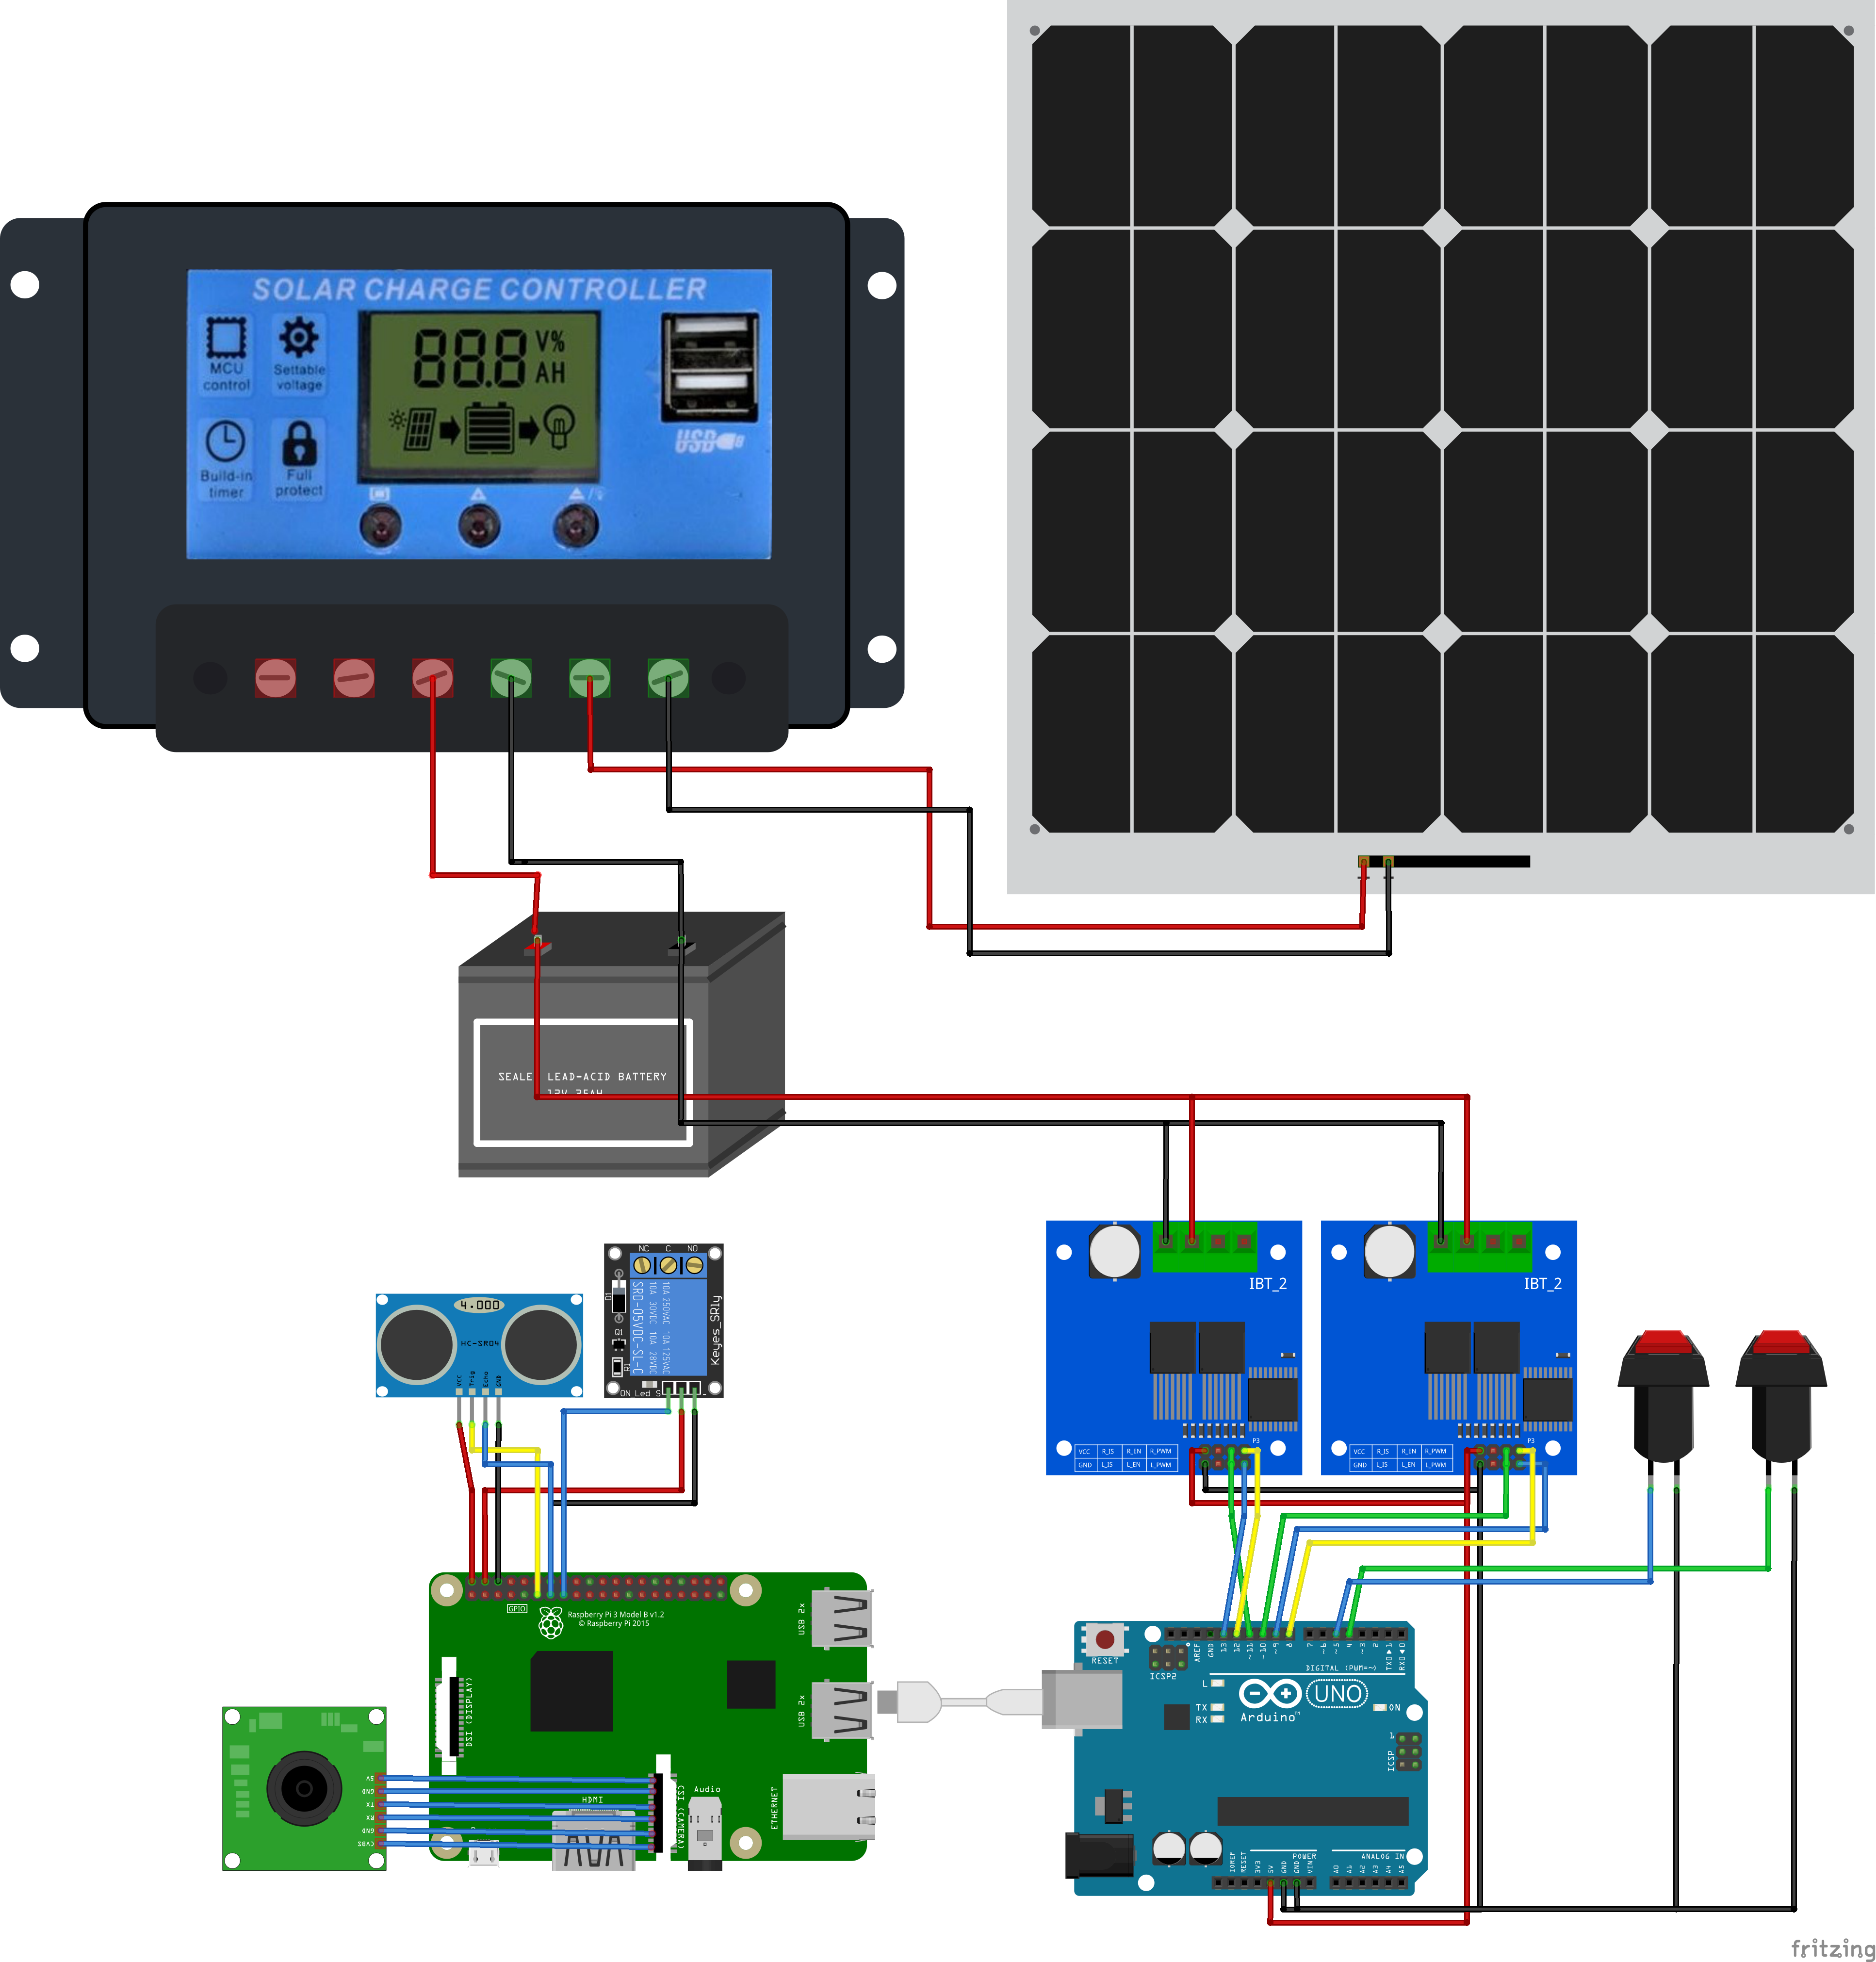 SOLAR CHARGE CONTROLLER
MCU control
Settable voltage
88.8 V%
AH
USB
Build-in timer
Full protect
SEALE LEAD-ACID BATTERY
12V 35AH
IBT_2
IBT_2
NC C NO
SRD-05VDC-SL-C
10A 30VDC 10A 28VDC
10A 250VAC 10A 125VAC
Keyes_SRly
D1
Q1
R1
ON_Led S -
4.000
HC-SR04
VCC Trig Echo GND
P3
VCC R_IS R_EN R_PWM
GND L_IS L_EN L_PWM
P3
VCC R_IS R_EN R_PWM
GND L_IS L_EN L_PWM
GPIO
Raspberry Pi 3 Model B v1.2
© Raspberry Pi 2015
USB 2x
USB 2x
DSI (DISPLAY)
CSI (CAMERA)
HDMI
Audio
ETHERNET
5V
GND
TX
RX
GND
CVBS
RESET
ICSP2
AREF GND 13 12 ~11 ~10 ~9 8 7 ~6 ~5 4 ~3 2 TX0 1 RX0 0
DIGITAL (PWM=~)
L
TX
RX
UNO
Arduino™
ON
1
ICSP
IOREF RESET 3V3 5V GND GND VIN
POWER
ANALOG IN
A0 A1 A2 A3 A4 A5
fritzing